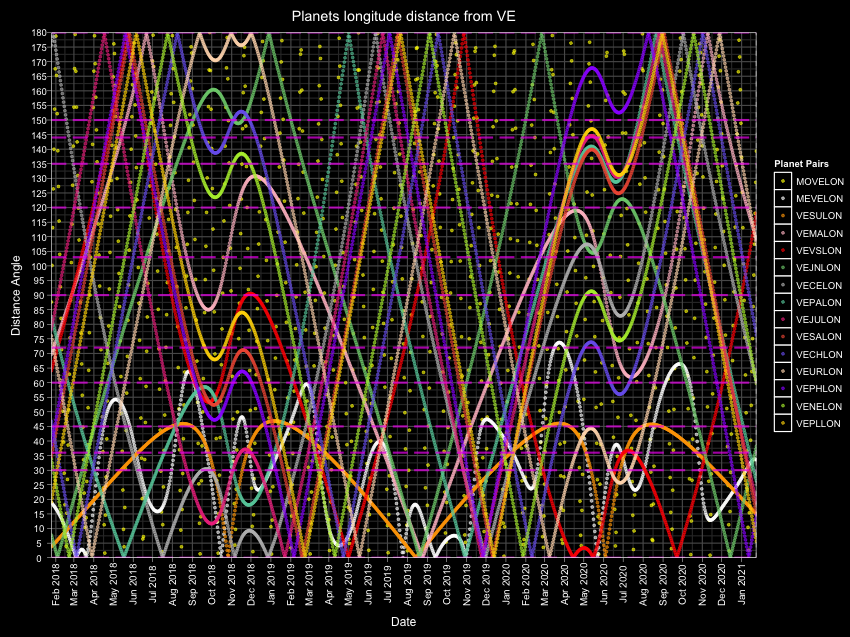 Planets longitude distance from VE
180
175
170
165
160
155
150
145
140
135
130
125
120
115
110
105
100
95
90
85
80
75
70
65
60
55
50
45
40
35
30
25
20
15
10
5
0
Distance Angle
Feb 2018
Mar 2018
Apr 2018
May 2018
Jun 2018
Jul 2018
Aug 2018
Sep 2018
Oct 2018
Nov 2018
Dec 2018
Jan 2019
Feb 2019
Mar 2019
Apr 2019
May 2019
Jun 2019
Jul 2019
Aug 2019
Sep 2019
Oct 2019
Nov 2019
Dec 2019
Jan 2020
Feb 2020
Mar 2020
Apr 2020
May 2020
Jun 2020
Jul 2020
Aug 2020
Sep 2020
Oct 2020
Nov 2020
Dec 2020
Jan 2021
Date
Planet Pairs
MOVELON
MEVELON
VESULON
VEMALON
VEVSLON
VEJNLON
VECELON
VEPALON
VEJULON
VESALON
VECHLON
VEURLON
VEPHLON
VENELON
VEPLLON